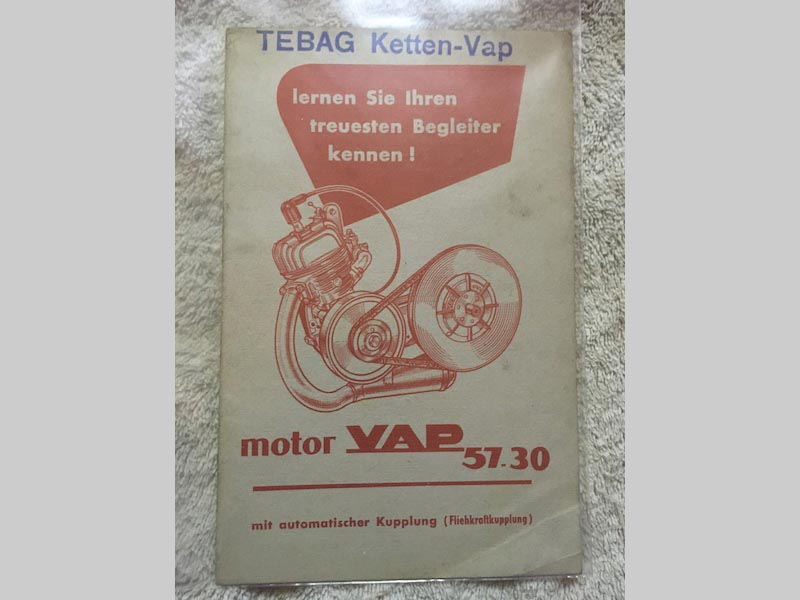 TEBAG Ketten-Vap
lernen Sie Ihren
treuesten Begleiter
kennen!
motor VAP 57-30
mit automatischer Kupplung (Fliehkraftkupplung)